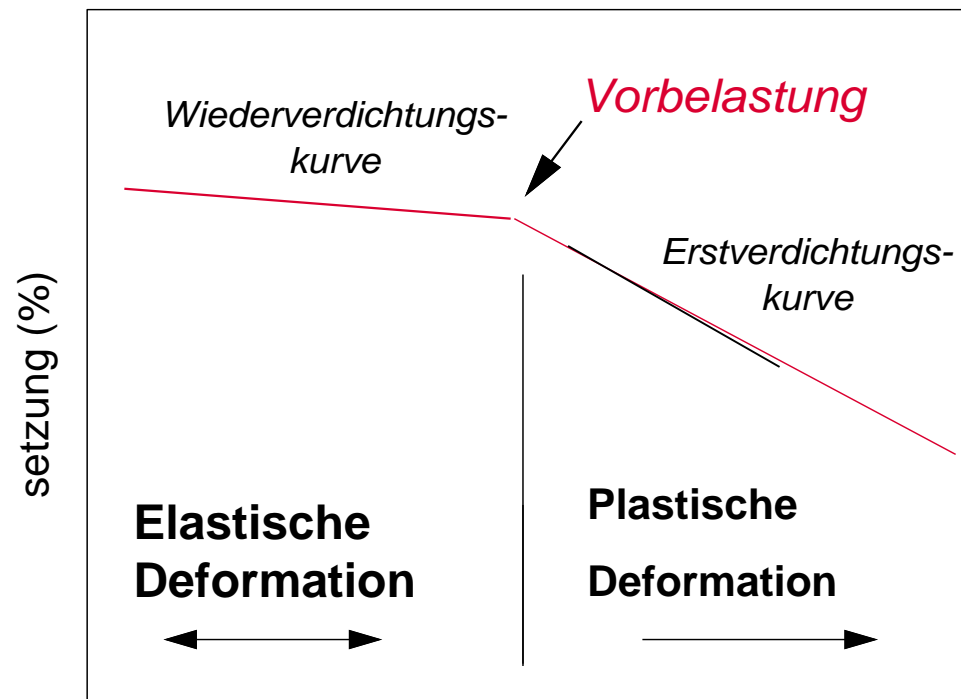 Vorbelastung
Wiederverdichtungs-
kurve
Erstverdichtungs-
kurve
setzung (%)
Elastische
Deformation
Plastische
Deformation